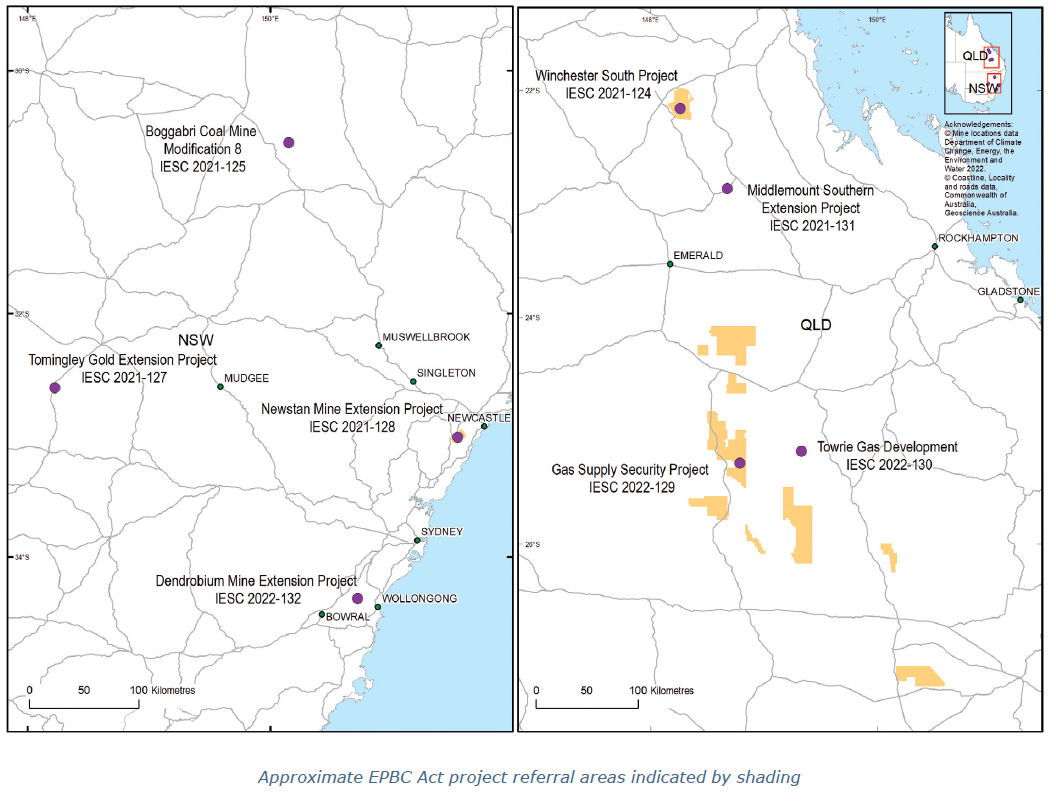 148°E
150°E
30°S
Boggabri Coal Mine
Modification 8
IESC 2021-125
32°S
NSW
MUSWELLBROOK
Tomingley Gold Extension Project
IESC 2021-127
MUDGEE
SINGLETON
Newstan Mine Extension Project
IESC 2021-128
NEWCASTLE
SYDNEY
34°S
Dendrobium Mine Extension Project
IESC 2022-132
WOLLONGONG
BOWRAL
0 50 100 Kilometres
148°E
150°E
QLD
NSW
Winchester South Project
IESC 2021-124
22°S
Acknowledgements:
© Mine locations data
Department of Climate
Change, Energy, the
Environment and
Water 2022.
© Coastline, Locality
and roads data,
Commonwealth of
Australia,
Geoscience Australia.
Middlemount Southern
Extension Project
IESC 2021-131
ROCKHAMPTON
EMERALD
GLADSTONE
24°S
QLD
Towrie Gas Development
IESC 2022-130
Gas Supply Security Project
IESC 2022-129
26°S
0 50 100 Kilometres
Approximate EPBC Act project referral areas indicated by shading